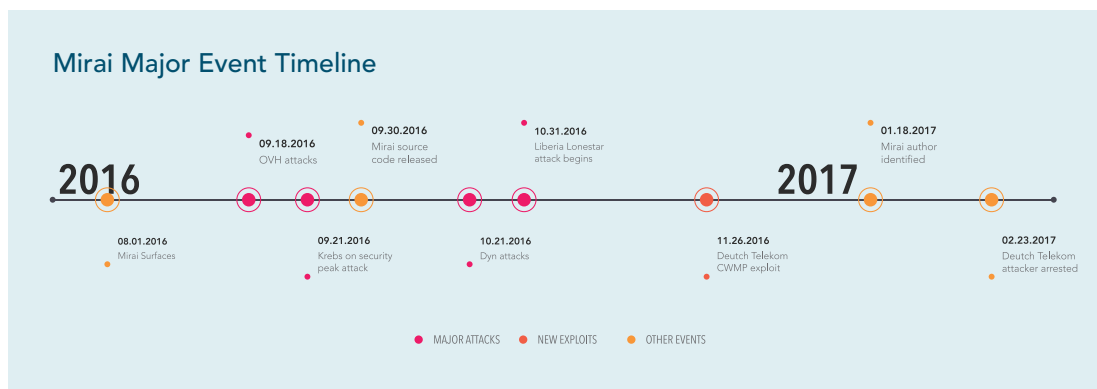 Mirai Major Event Timeline
2016
2017
08.01.2016
Mirai Surfaces
09.18.2016
OVH attacks
09.21.2016
Krebs on security
peak attack
09.30.2016
Mirai source
code released
10.21.2016
Dyn attacks
10.31.2016
Liberia Lonestar
attack begins
11.26.2016
Deutch Telekom
CWMP exploit
01.18.2017
Mirai author
identified
02.23.2017
Deutch Telekom
attacker arrested
MAJOR ATTACKS
NEW EXPLOITS
OTHER EVENTS